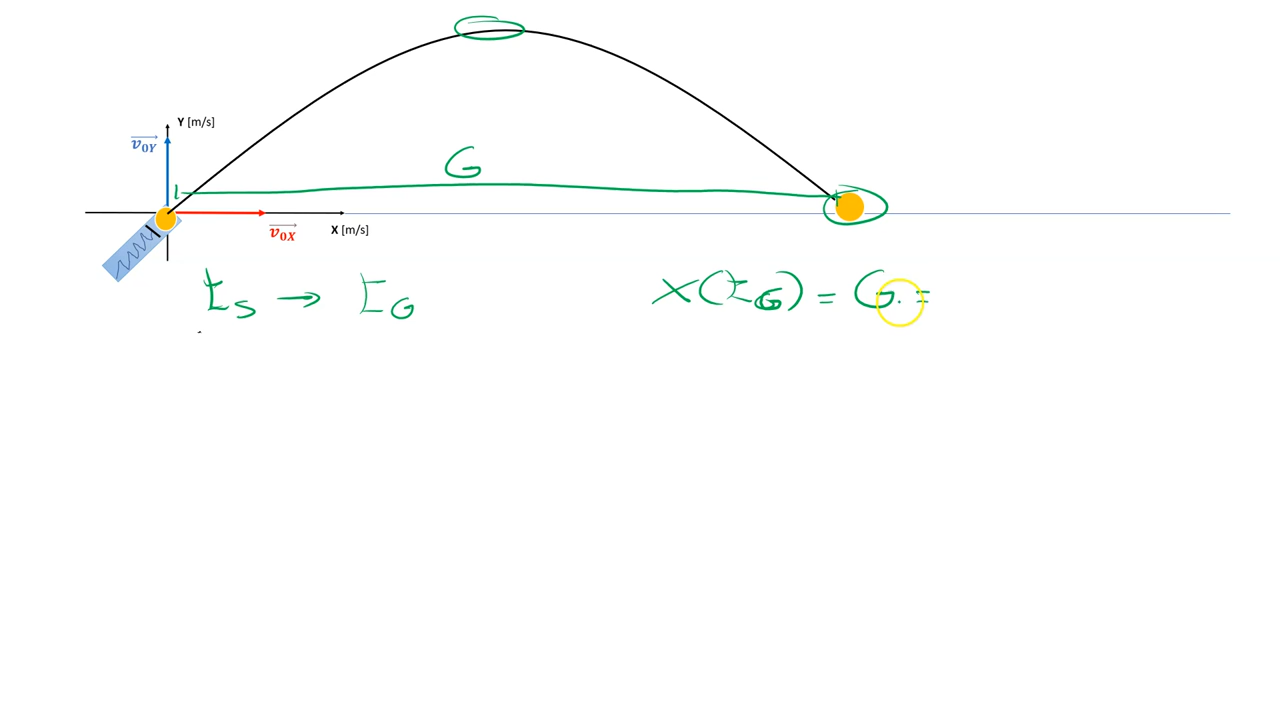 Y [m/s]
v0Y
G
v0X
X [m/s]
tS → tG
X(tG) = G. =